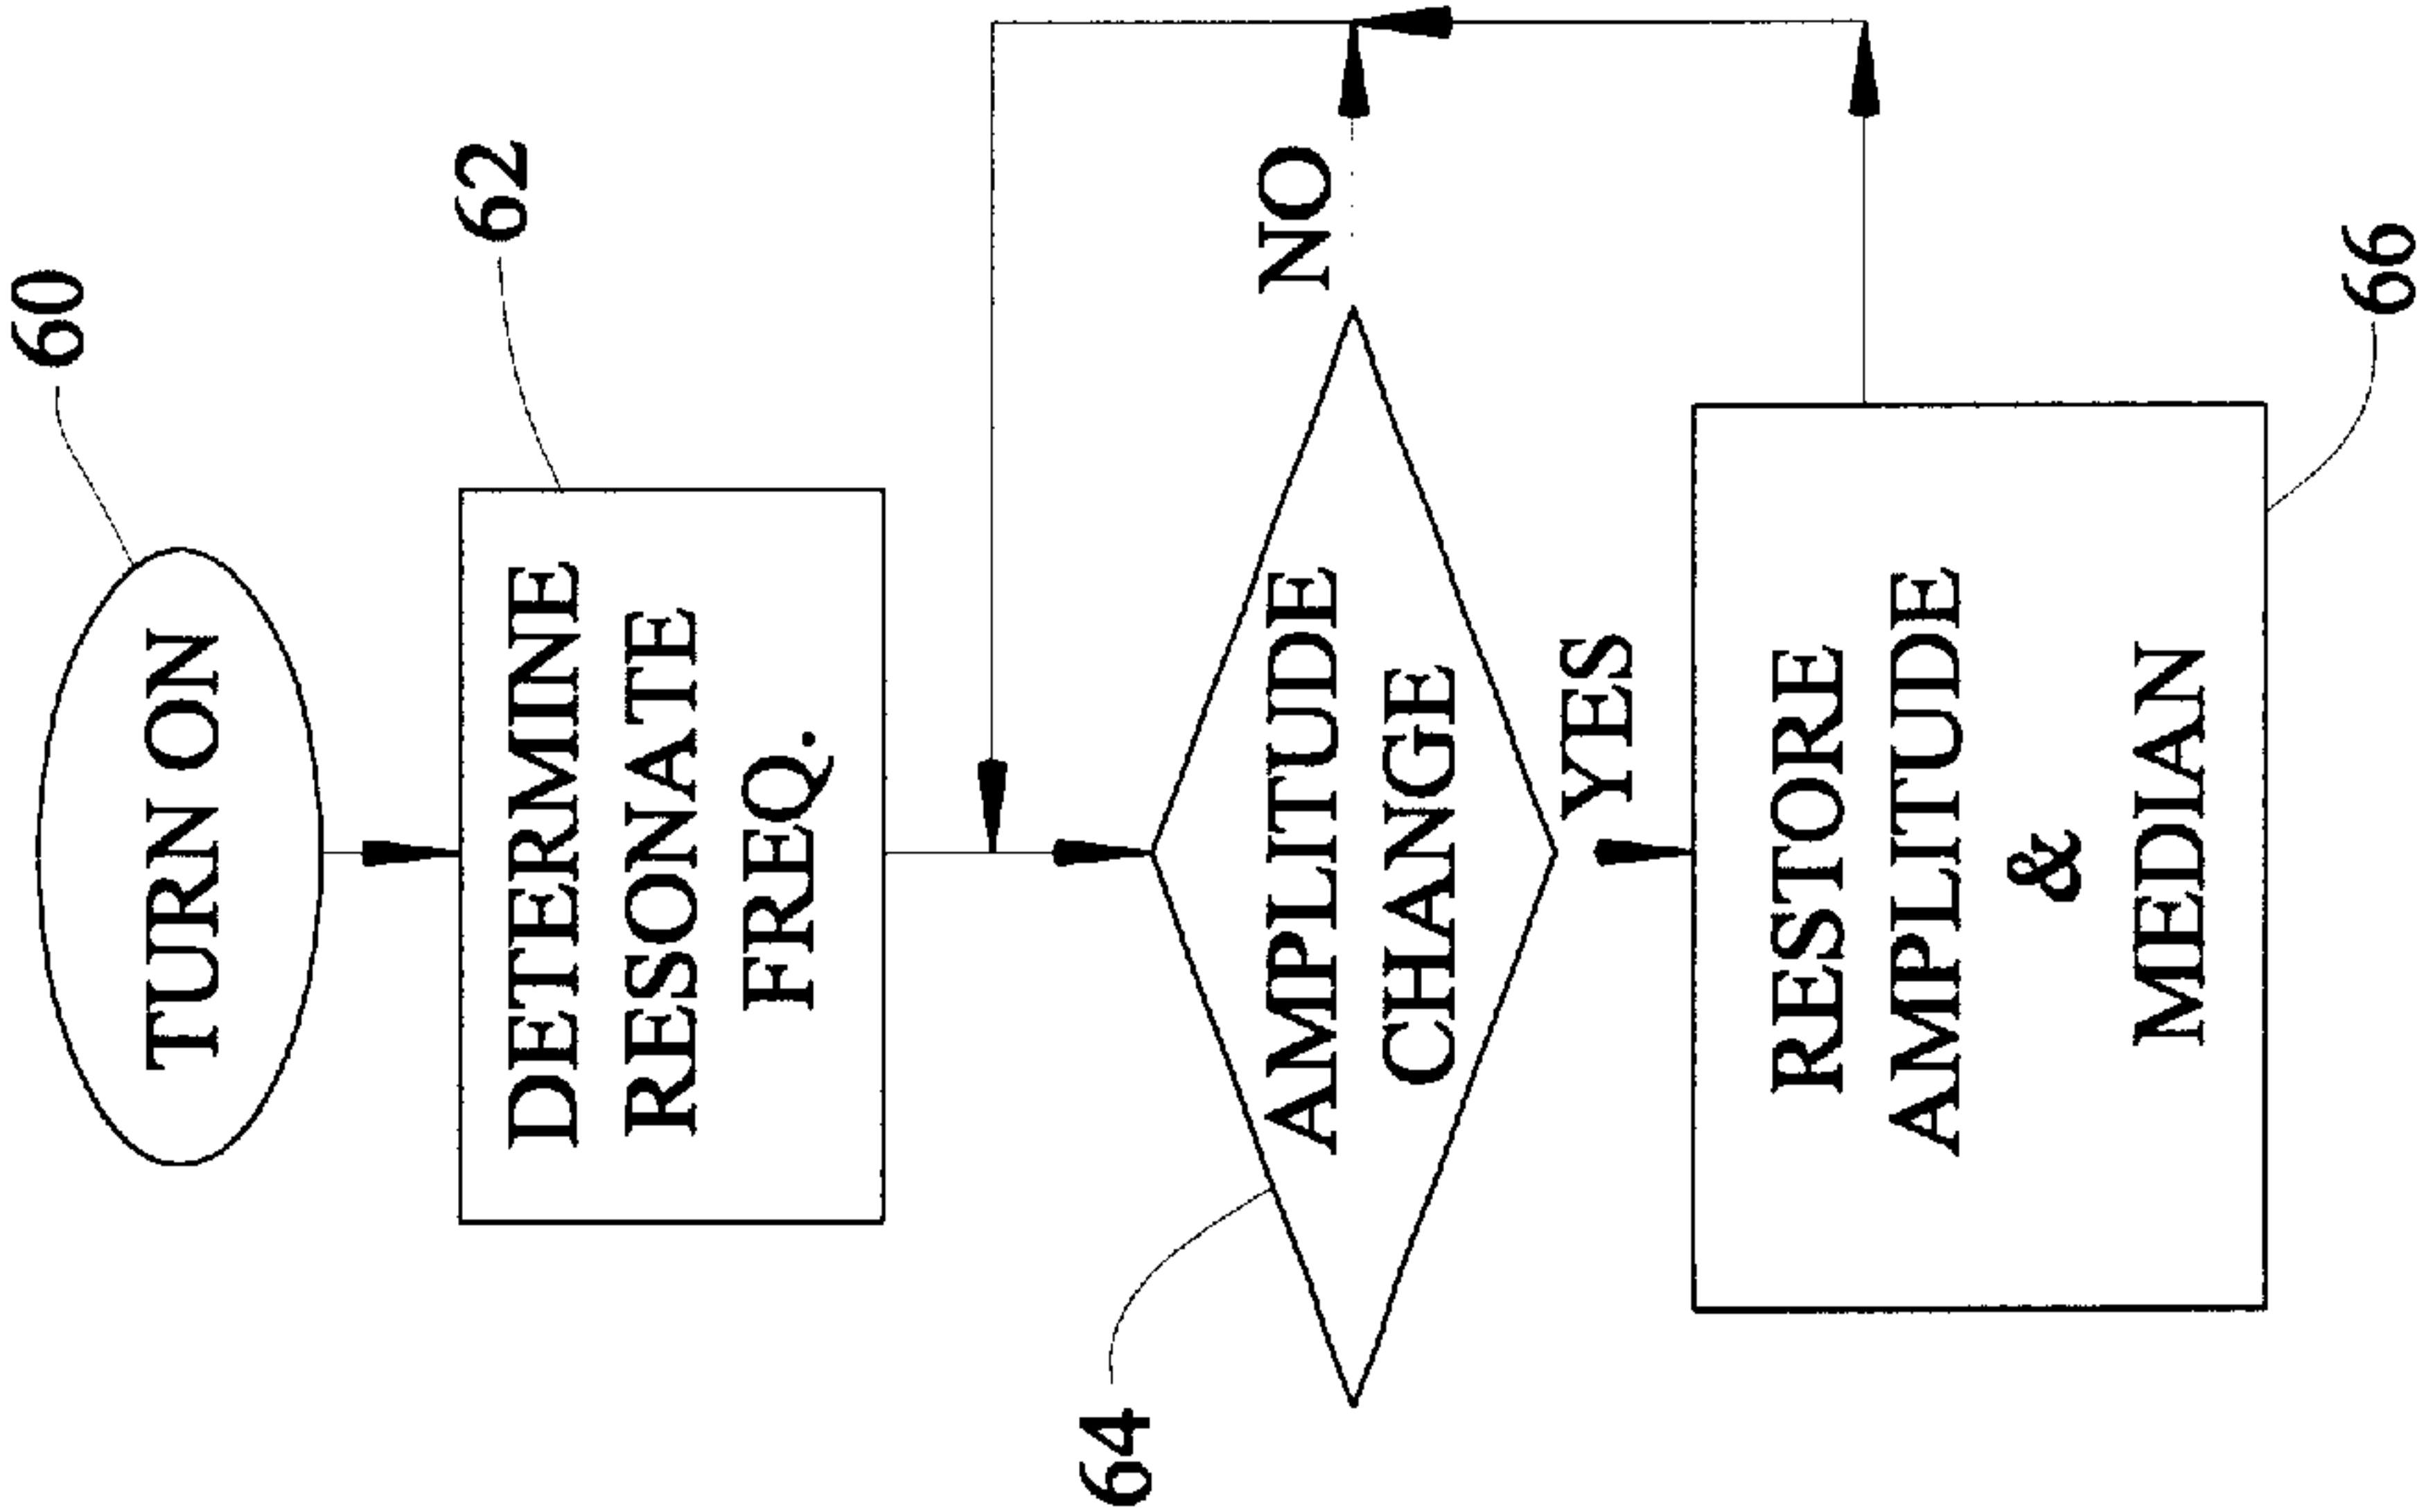 60
TURN ON
62
DETERMINE
RESONATE
FREQ.
64
AMPLITUDE
CHANGE
NO
YES
RESTORE
AMPLITUDE
&
MEDIAN
66